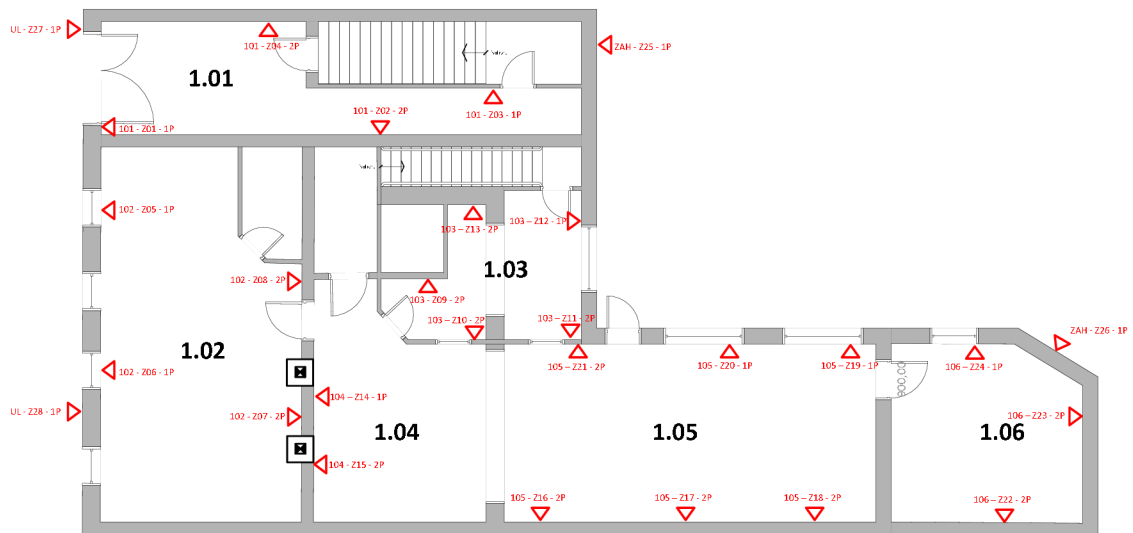 UL - Z27 - 1P
101 - Z04 - 2P
ZAH - Z25 - 1P
1.01
101 - Z02 - 2P
101 - Z03 - 1P
101 - Z01 - 1P
102 - Z05 - 1P
103 – Z13 - 2P
103 – Z12 - 1P
1.03
102 - Z08 - 2P
103 – Z09 - 2P
103 – Z10 - 2P
103 – Z11 - 2P
ZAH - Z26 - 1P
1.02
105 – Z21 - 2P
105 – Z20 - 1P
105 – Z19 - 1P
106 – Z24 - 1P
102 - Z06 - 1P
104 – Z14 - 1P
UL - Z28 - 1P
102 - Z07 - 2P
106 – Z23 - 2P
1.04
1.05
1.06
104 - Z15 - 2P
105 – Z16 - 2P
105 – Z17 - 2P
105 – Z18 - 2P
106 – Z22 - 2P